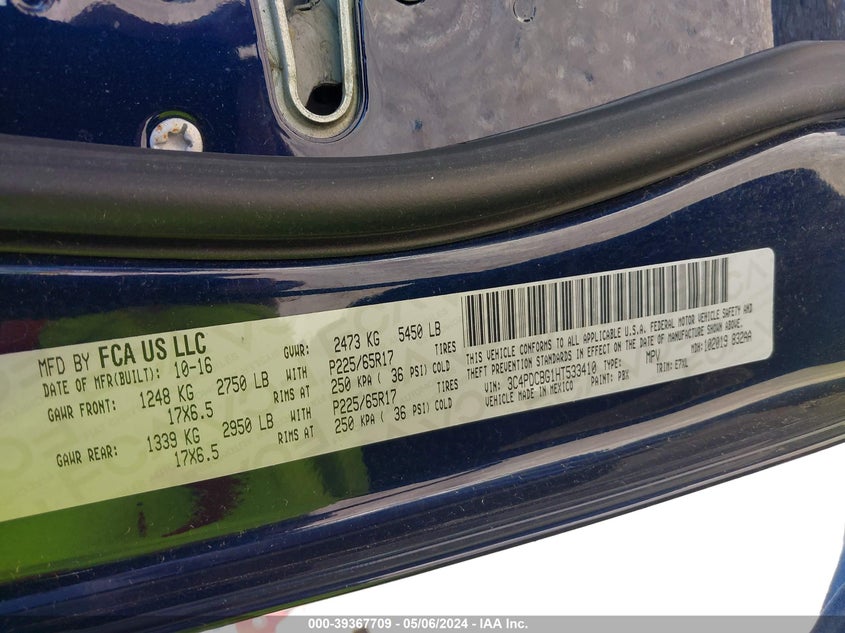 MFD BY FCA US LLC
DATE OF MFR(BUILT): 10-16
GVWR: 2473 KG 5450 LB
GAWR FRONT: 1248 KG 2750 LB WITH P225/65R17 TIRES
17X6.5 RIMS AT 250 KPA ( 36 PSI) COLD
GAWR REAR: 1339 KG 2950 LB WITH P225/65R17 TIRES
17X6.5 RIMS AT 250 KPA ( 36 PSI) COLD
THIS VEHICLE CONFORMS TO ALL APPLICABLE U.S.A. FEDERAL MOTOR VEHICLE SAFETY AND
THEFT PREVENTION STANDARDS IN EFFECT ON THE DATE OF MANUFACTURE SHOWN ABOVE.
VIN: 3C4PDCBG1HT533410 TYPE: MPV MDH: 102019 B32AA
VEHICLE MADE IN MEXICO PAINT: PBX TRIM: E7XL
000-39367709 - 05/06/2024 - IAA Inc.